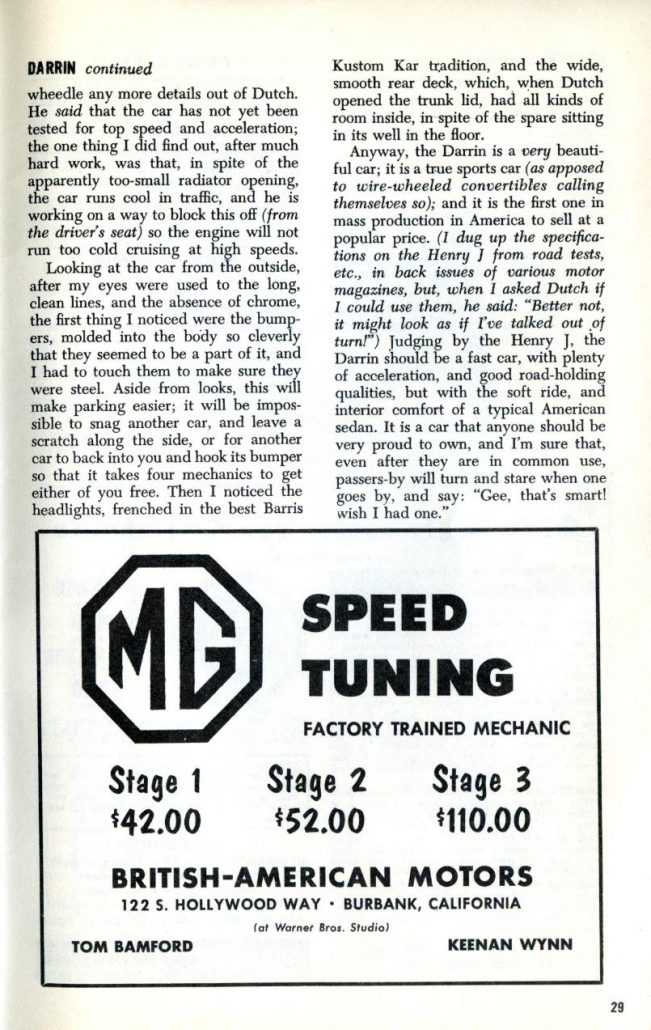 DARRIN continued
wheedle any more details out of Dutch.
He said that the car has not yet been
tested for top speed and acceleration;
the one thing I did find out, after much
hard work, was that, in spite of the
apparently too-small radiator opening,
the car runs cool in traffic, and he is
working on a way to block this off (from
the driver's seat) so the engine will not
run too cold cruising at high speeds.
Looking at the car from the outside,
after my eyes were used to the long,
clean lines, and the absence of chrome,
the first thing I noticed were the bump-
ers, molded into the body so cleverly
that they seemed to be a part of it, and
I had to touch them to make sure they
were steel. Aside from looks, this will
make parking easier; it will be impos-
sible to snag another car, and leave a
scratch along the side, or for another
car to back into you and hook its bumper
so that it takes four mechanics to get
either of you free. Then I noticed the
headlights, frenched in the best Barris
Kustom Kar tradition, and the wide,
smooth rear deck, which, when Dutch
opened the trunk lid, had all kinds of
room inside, in spite of the spare sitting
in its well in the floor.
Anyway, the Darrin is a very beauti-
ful car; it is a true sports car (as apposed
to wire-wheeled convertibles calling
themselves so); and it is the first one in
mass production in America to sell at a
popular price. (I dug up the specifica-
tions on the Henry J from road tests,
etc., in back issues of various motor
magazines, but, when I asked Dutch if
I could use them, he said: "Better not,
it might look as if I've talked out of
turn!") Judging by the Henry J, the
Darrin should be a fast car, with plenty
of acceleration, and good road-holding
qualities, but with the soft ride, and
interior comfort of a typical American
sedan. It is a car that anyone should be
very proud to own, and I'm sure that,
even after they are in common use,
passers-by will turn and stare when one
goes by, and say: "Gee, that's smart!
wish I had one."
MG
SPEED
TUNING
FACTORY TRAINED MECHANIC
Stage 1 Stage 2 Stage 3
$42.00 $52.00 $110.00
BRITISH-AMERICAN MOTORS
122 S. HOLLYWOOD WAY • BURBANK, CALIFORNIA
(at Warner Bros. Studio)
TOM BAMFORD KEENAN WYNN
29